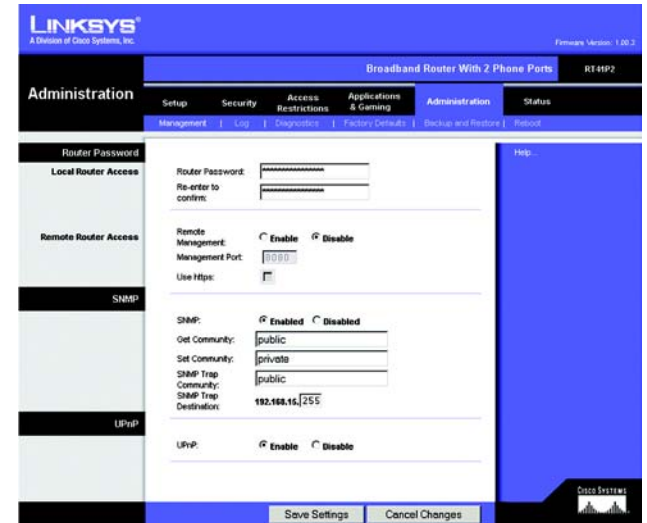 LINKSYS®
A Division of Cisco Systems, Inc.
Firmware Version: 1.00.2
Broadband Router With 2 Phone Ports RT41P2
Administration
Setup Security Access Restrictions Applications & Gaming Administration Status
Management | Log | Diagnostics | Factory Defaults | Backup and Restore | Reboot
Router Password
Help...
Local Router Access
Router Password: ****************
Re-enter to
confirm: ****************
Remote Router Access
Remote
Management: Enable Disable
Management Port: 8080
Use https:
SNMP
SNMP: Enabled Disabled
Get Community: public
Set Community: private
SNMP Trap
Community: public
SNMP Trap
Destination: 192.168.15. 255
UPnP
UPnP: Enable Disable
Save Settings Cancel Changes
CISCO SYSTEMS